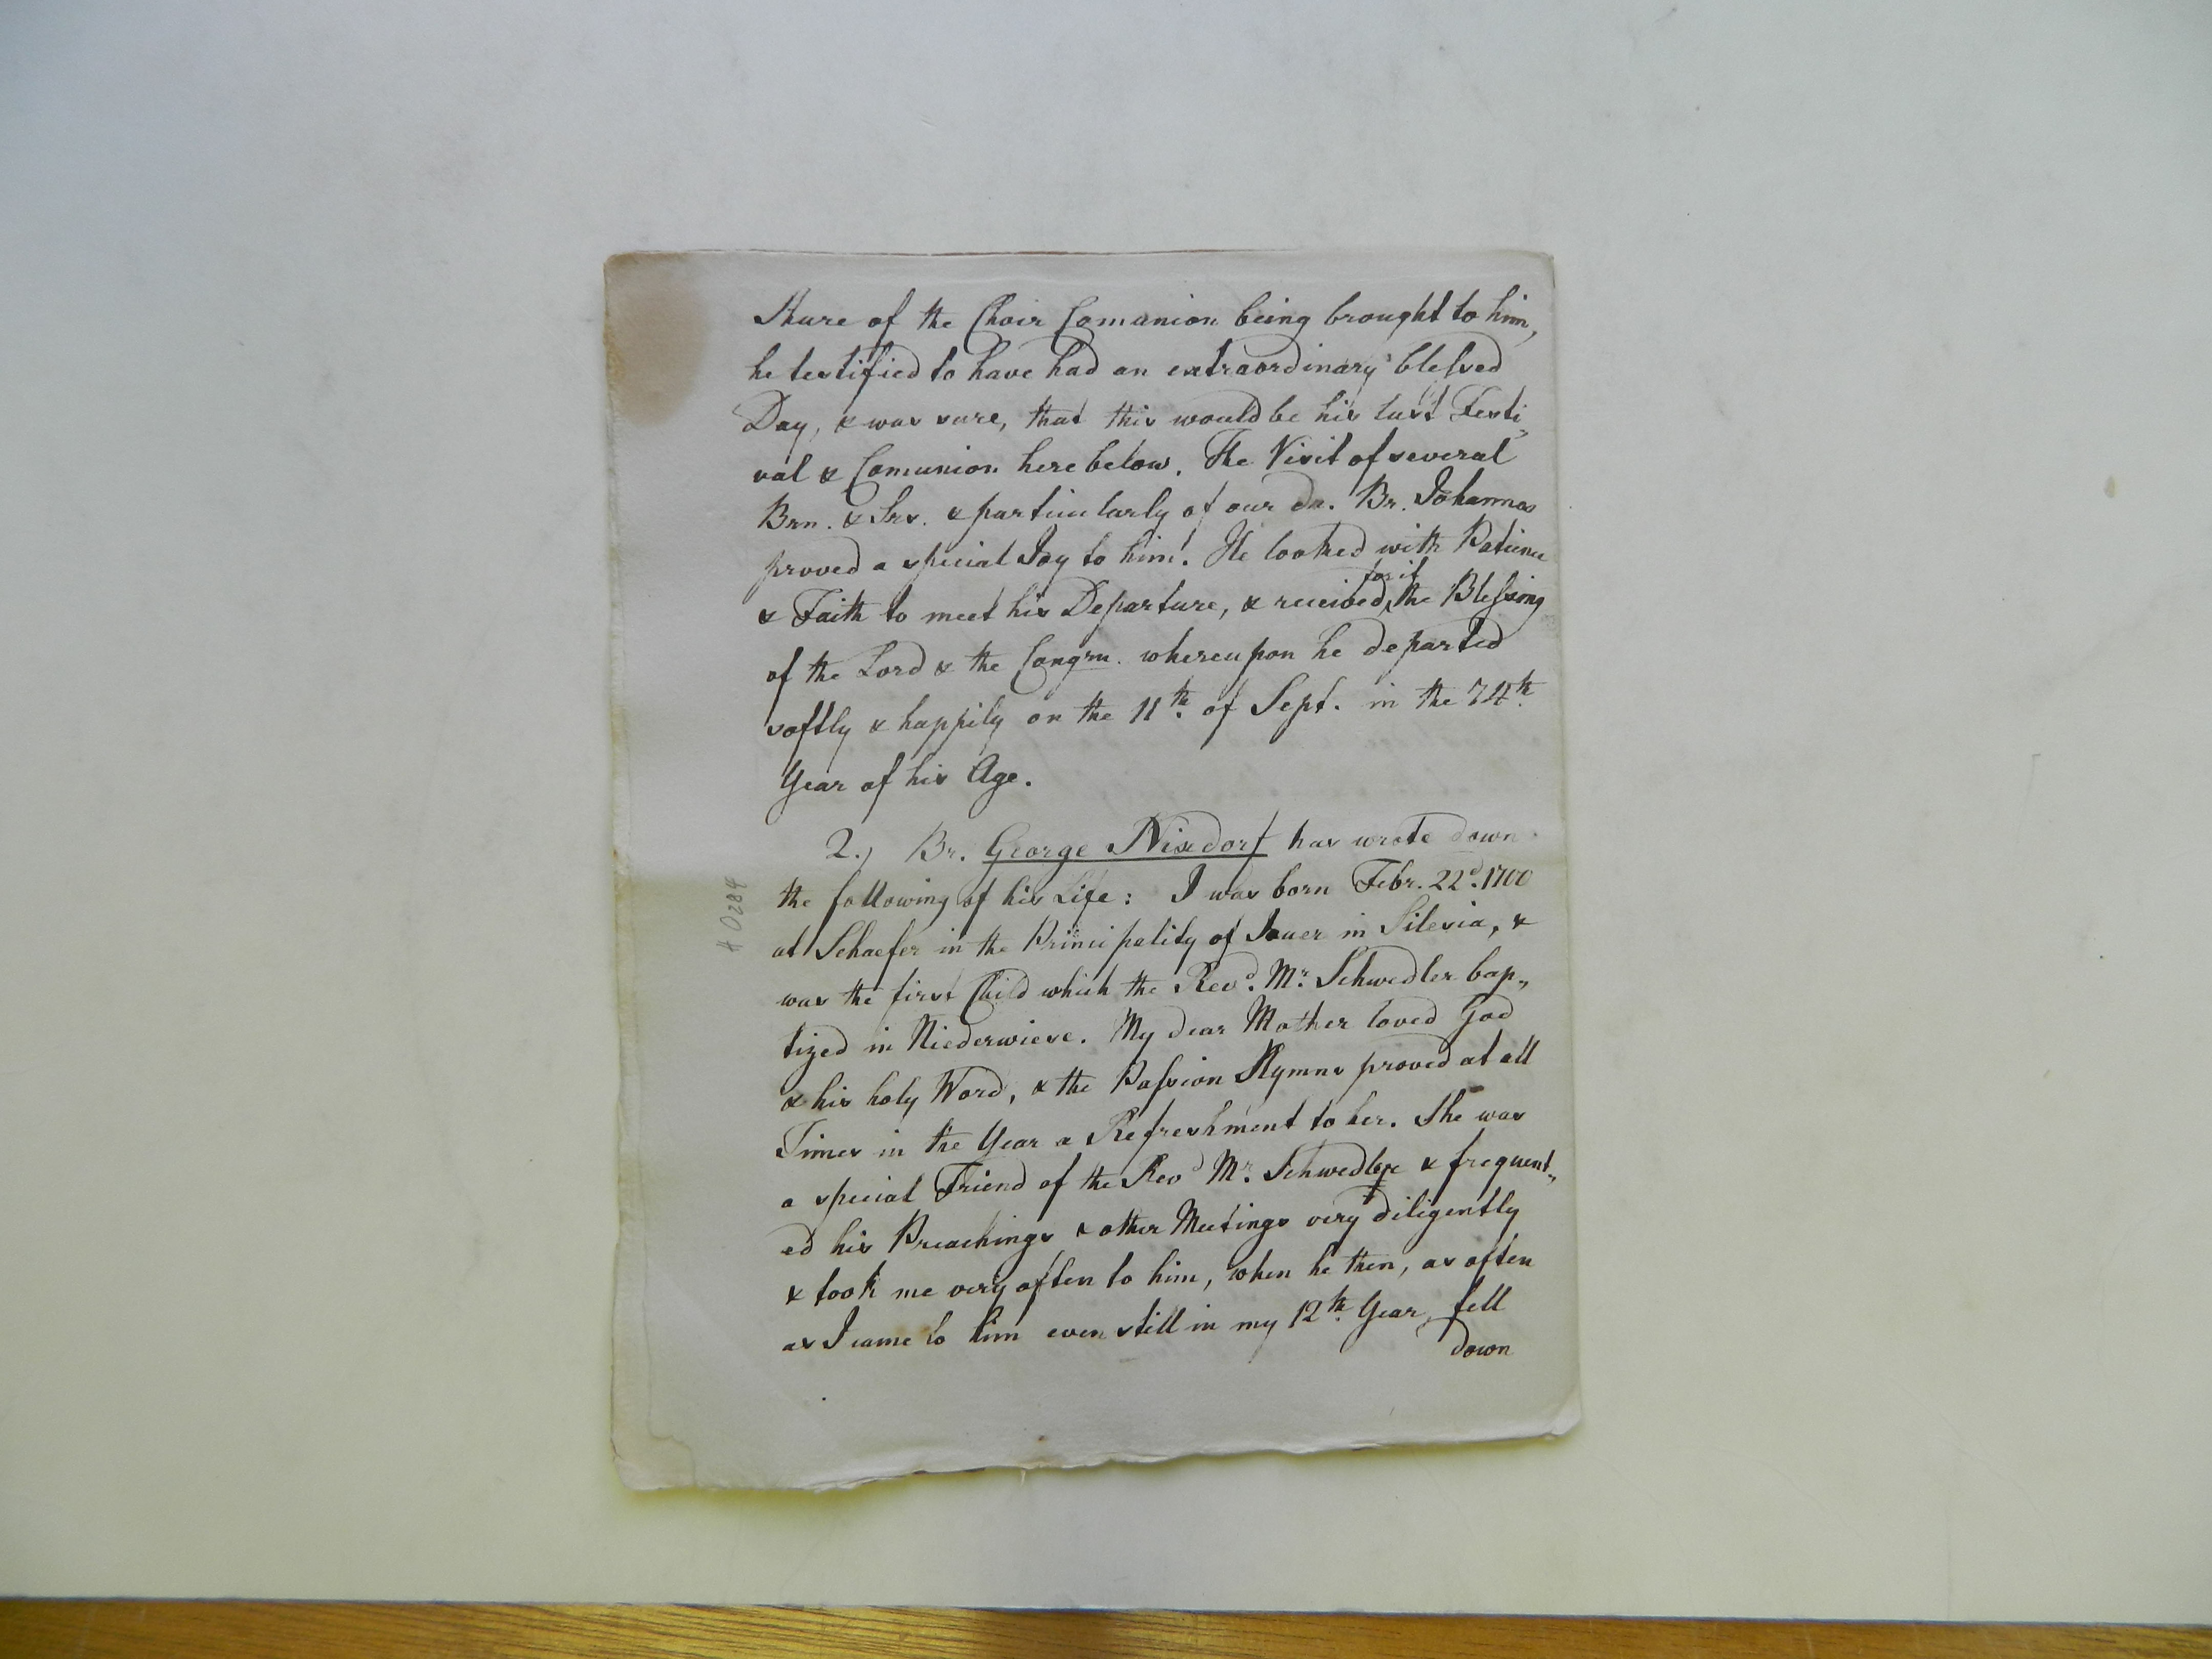 Share of the Choir Comunion being brought to him,
he testified to have had an extraordinary blessed
Day, & was sure, that this would be his last Festi„
val & Comunion here below. The Visit of several
Brn. & Srs. & particularly of our dr. Br. Johannes
proved a special Joy to him. He looked with Patience
for it
& Faith to meet his Departure, & received the Blessing
of the Lord & the Congrn. whereupon he departed
softly & happily on the 11th. of Sept. in the 74th.
Year of his Age.
2.) Br. George Nixdorf has wrote down
the following of his Life: I was born Febr. 22d. 1700
at Schaefer in the Principality of Jauer in Silesia, &
was the first Child which the Revd. Mr. Schwedler bap„
tized in Niederwiese. My dear Mother loved God
& his holy Word, & the Passion Hymns proved at all
Times in the Year a Refreshment to her. She was
a special Friend of the Revd Mr. Schwedler & frequent„
ed his Preachings & other Meetings very diligently
& took me very often to him, when he then, as often
as I came to him even still in my 12th. Year, fell
down
# 0284